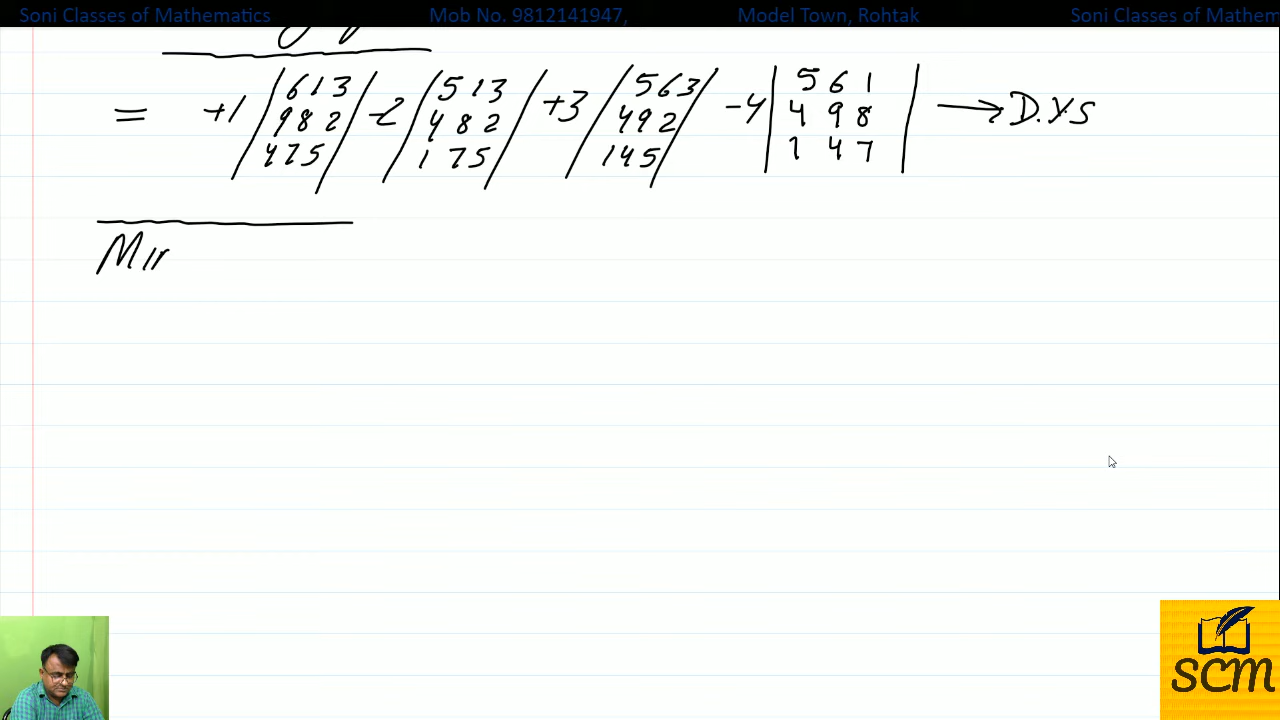 Soni Classes of Mathematics Mob No. 9812141947, Model Town, Rohtak Soni Classes of Mathem
= +1 | 6 1 3 | -2 | 5 1 3 | +3 | 5 6 3 | -4 | 5 6 1 | → D.Y.S
9 8 2 4 8 2 4 9 2 4 9 8
4 7 5 1 7 5 1 4 5 1 4 7
Min
SCM